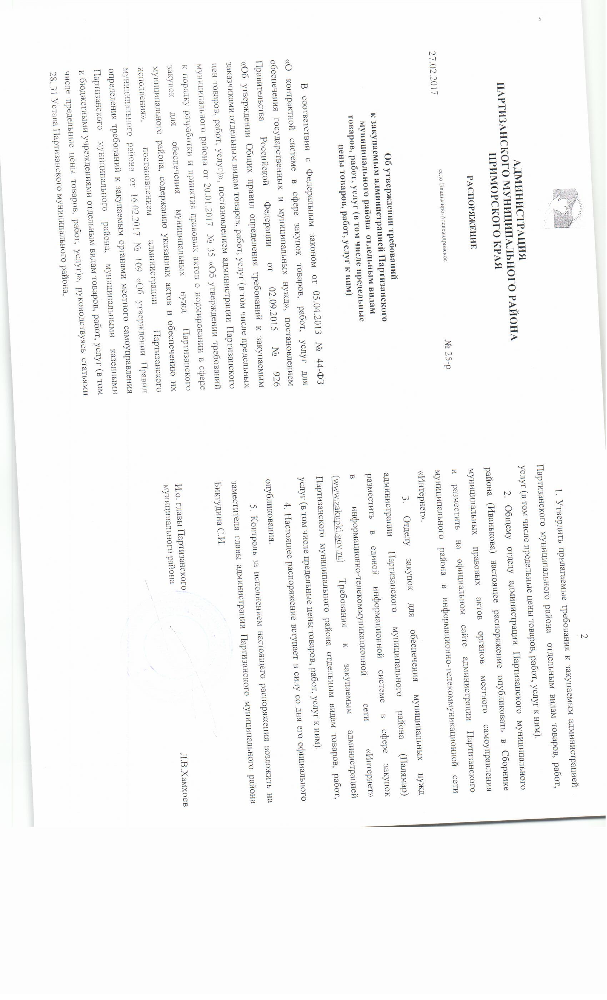 АДМИНИСТРАЦИЯ
ПАРТИЗАНСКОГО МУНИЦИПАЛЬНОГО РАЙОНА
ПРИМОРСКОГО КРАЯ
РАСПОРЯЖЕНИЕ
27.02.2017
село Владимиро-Александровское
№ 25-р
Об утверждении требований
к закупаемым администрацией Партизанского
муниципального района отдельным видам
товаров, работ, услуг (в том числе предельные
цены товаров, работ, услуг к ним)
В соответствии с Федеральным законом от 05.04.2013 № 44-ФЗ
«О контрактной системе в сфере закупок товаров, работ, услуг для
обеспечения государственных и муниципальных нужд», постановлением
Правительства Российской Федерации от 02.09.2015 № 926
«Об утверждении Общих правил определения требований к закупаемым
заказчиками отдельным видам товаров, работ, услуг (в том числе предельных
цен товаров, работ, услуг)», постановлением администрации Партизанского
муниципального района от 20.01.2017 № 35 «Об утверждении требований
к порядку разработки и принятия правовых актов о нормировании в сфере
закупок для обеспечения муниципальных нужд Партизанского
муниципального района, содержанию указанных актов и обеспечению их
исполнения», постановлением администрации Партизанского
муниципального района от 16.02.2017 № 109 «Об утверждении Правил
определения требований к закупаемым органами местного самоуправления
Партизанского муниципального района, муниципальными казенными
и бюджетными учреждениями отдельным видам товаров, работ, услуг (в том
числе предельные цены товаров, работ, услуг)», руководствуясь статьями
28, 31 Устава Партизанского муниципального района,
2
1. Утвердить прилагаемые требования к закупаемым администрацией
Партизанского муниципального района отдельным видам товаров, работ,
услуг (в том числе предельные цены товаров, работ, услуг к ним).
2. Общему отделу администрации Партизанского муниципального
района (Иванькова) настоящее распоряжение опубликовать в Сборнике
муниципальных правовых актов органов местного самоуправления
и разместить на официальном сайте администрации Партизанского
муниципального района в информационно-телекоммуникационной сети
«Интернет».
3. Отделу закупок для обеспечения муниципальных нужд
администрации Партизанского муниципального района (Палямар)
разместить в единой информационной системе в сфере закупок
в информационно-телекоммуникационной сети «Интернет»
(www.zakupki.gov.ru) Требования к закупаемым администрацией
Партизанского муниципального района отдельным видам товаров, работ,
услуг (в том числе предельные цены товаров, работ, услуг к ним).
4. Настоящее распоряжение вступает в силу со дня его официального
опубликования.
5. Контроль за исполнением настоящего распоряжения возложить на
заместителя главы администрации Партизанского муниципального района
Биктудина С.И.
И.о. главы Партизанского
муниципального района
Л.В.Хамхоев